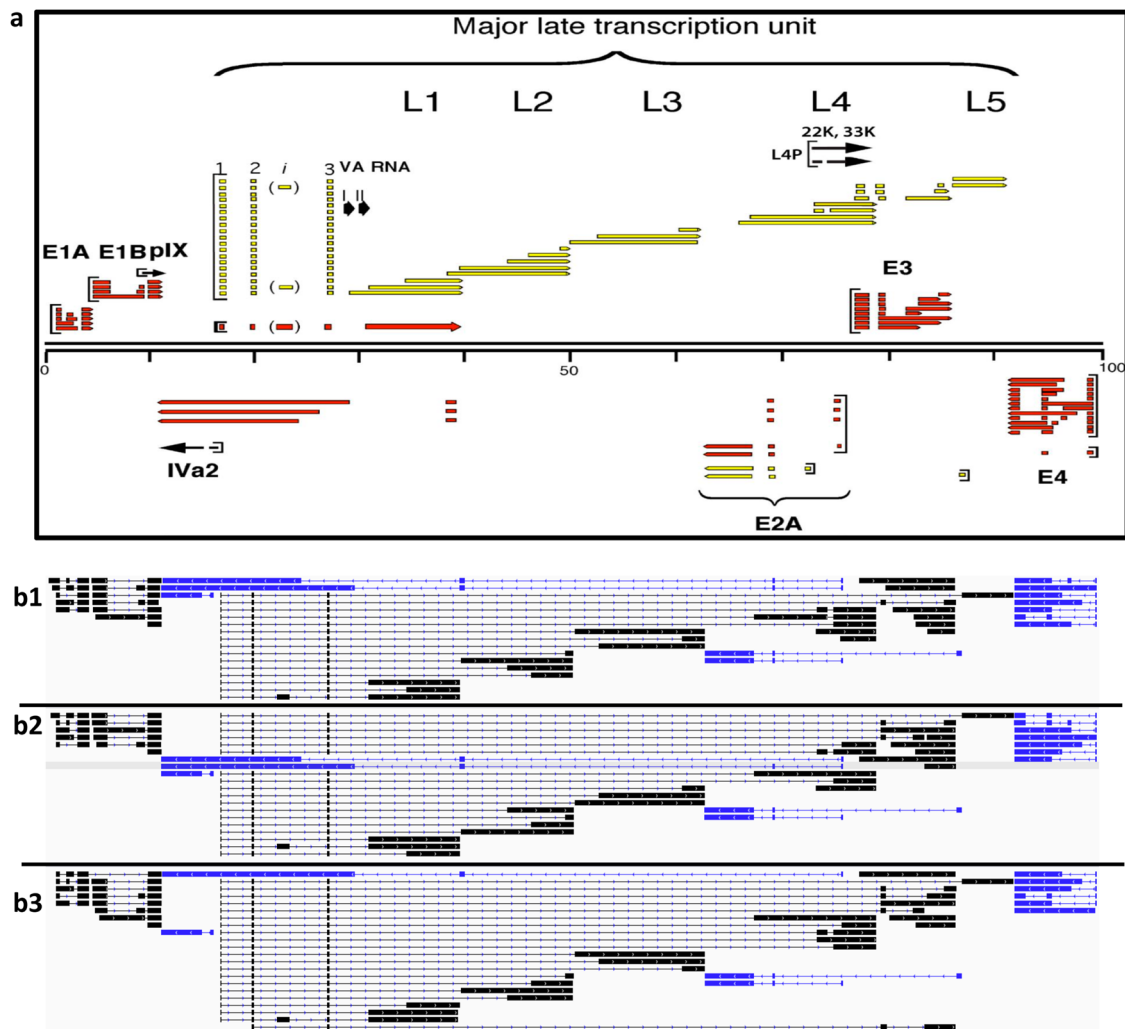 a
Major late transcription unit
L1 L2 L3 L4 L5
22K, 33K
L4P
1 2 i 3 VA RNA
I II
E1A E1B pIX
( )
E3
( )
( )
0 50 100
IVa2
E2A
E4
b1
b2
b3